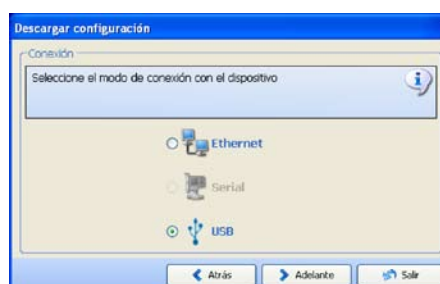 Descargar configuración
Conexión
Seleccione el modo de conexión con el dispositivo
Ethernet
Serial
USB
Atrás Adelante Salir